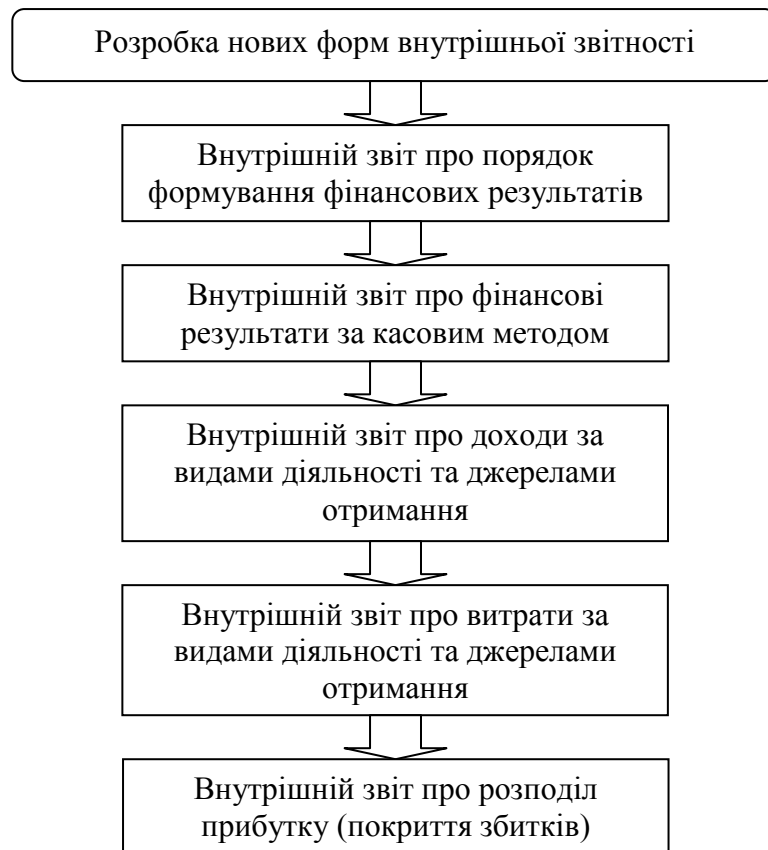 Розробка нових форм внутрішньої звітності
Внутрішній звіт про порядок
формування фінансових результатів
Внутрішній звіт про фінансові
результати за касовим методом
Внутрішній звіт про доходи за
видами діяльності та джерелами
отримання
Внутрішній звіт про витрати за
видами діяльності та джерелами
отримання
Внутрішній звіт про розподіл
прибутку (покриття збитків)